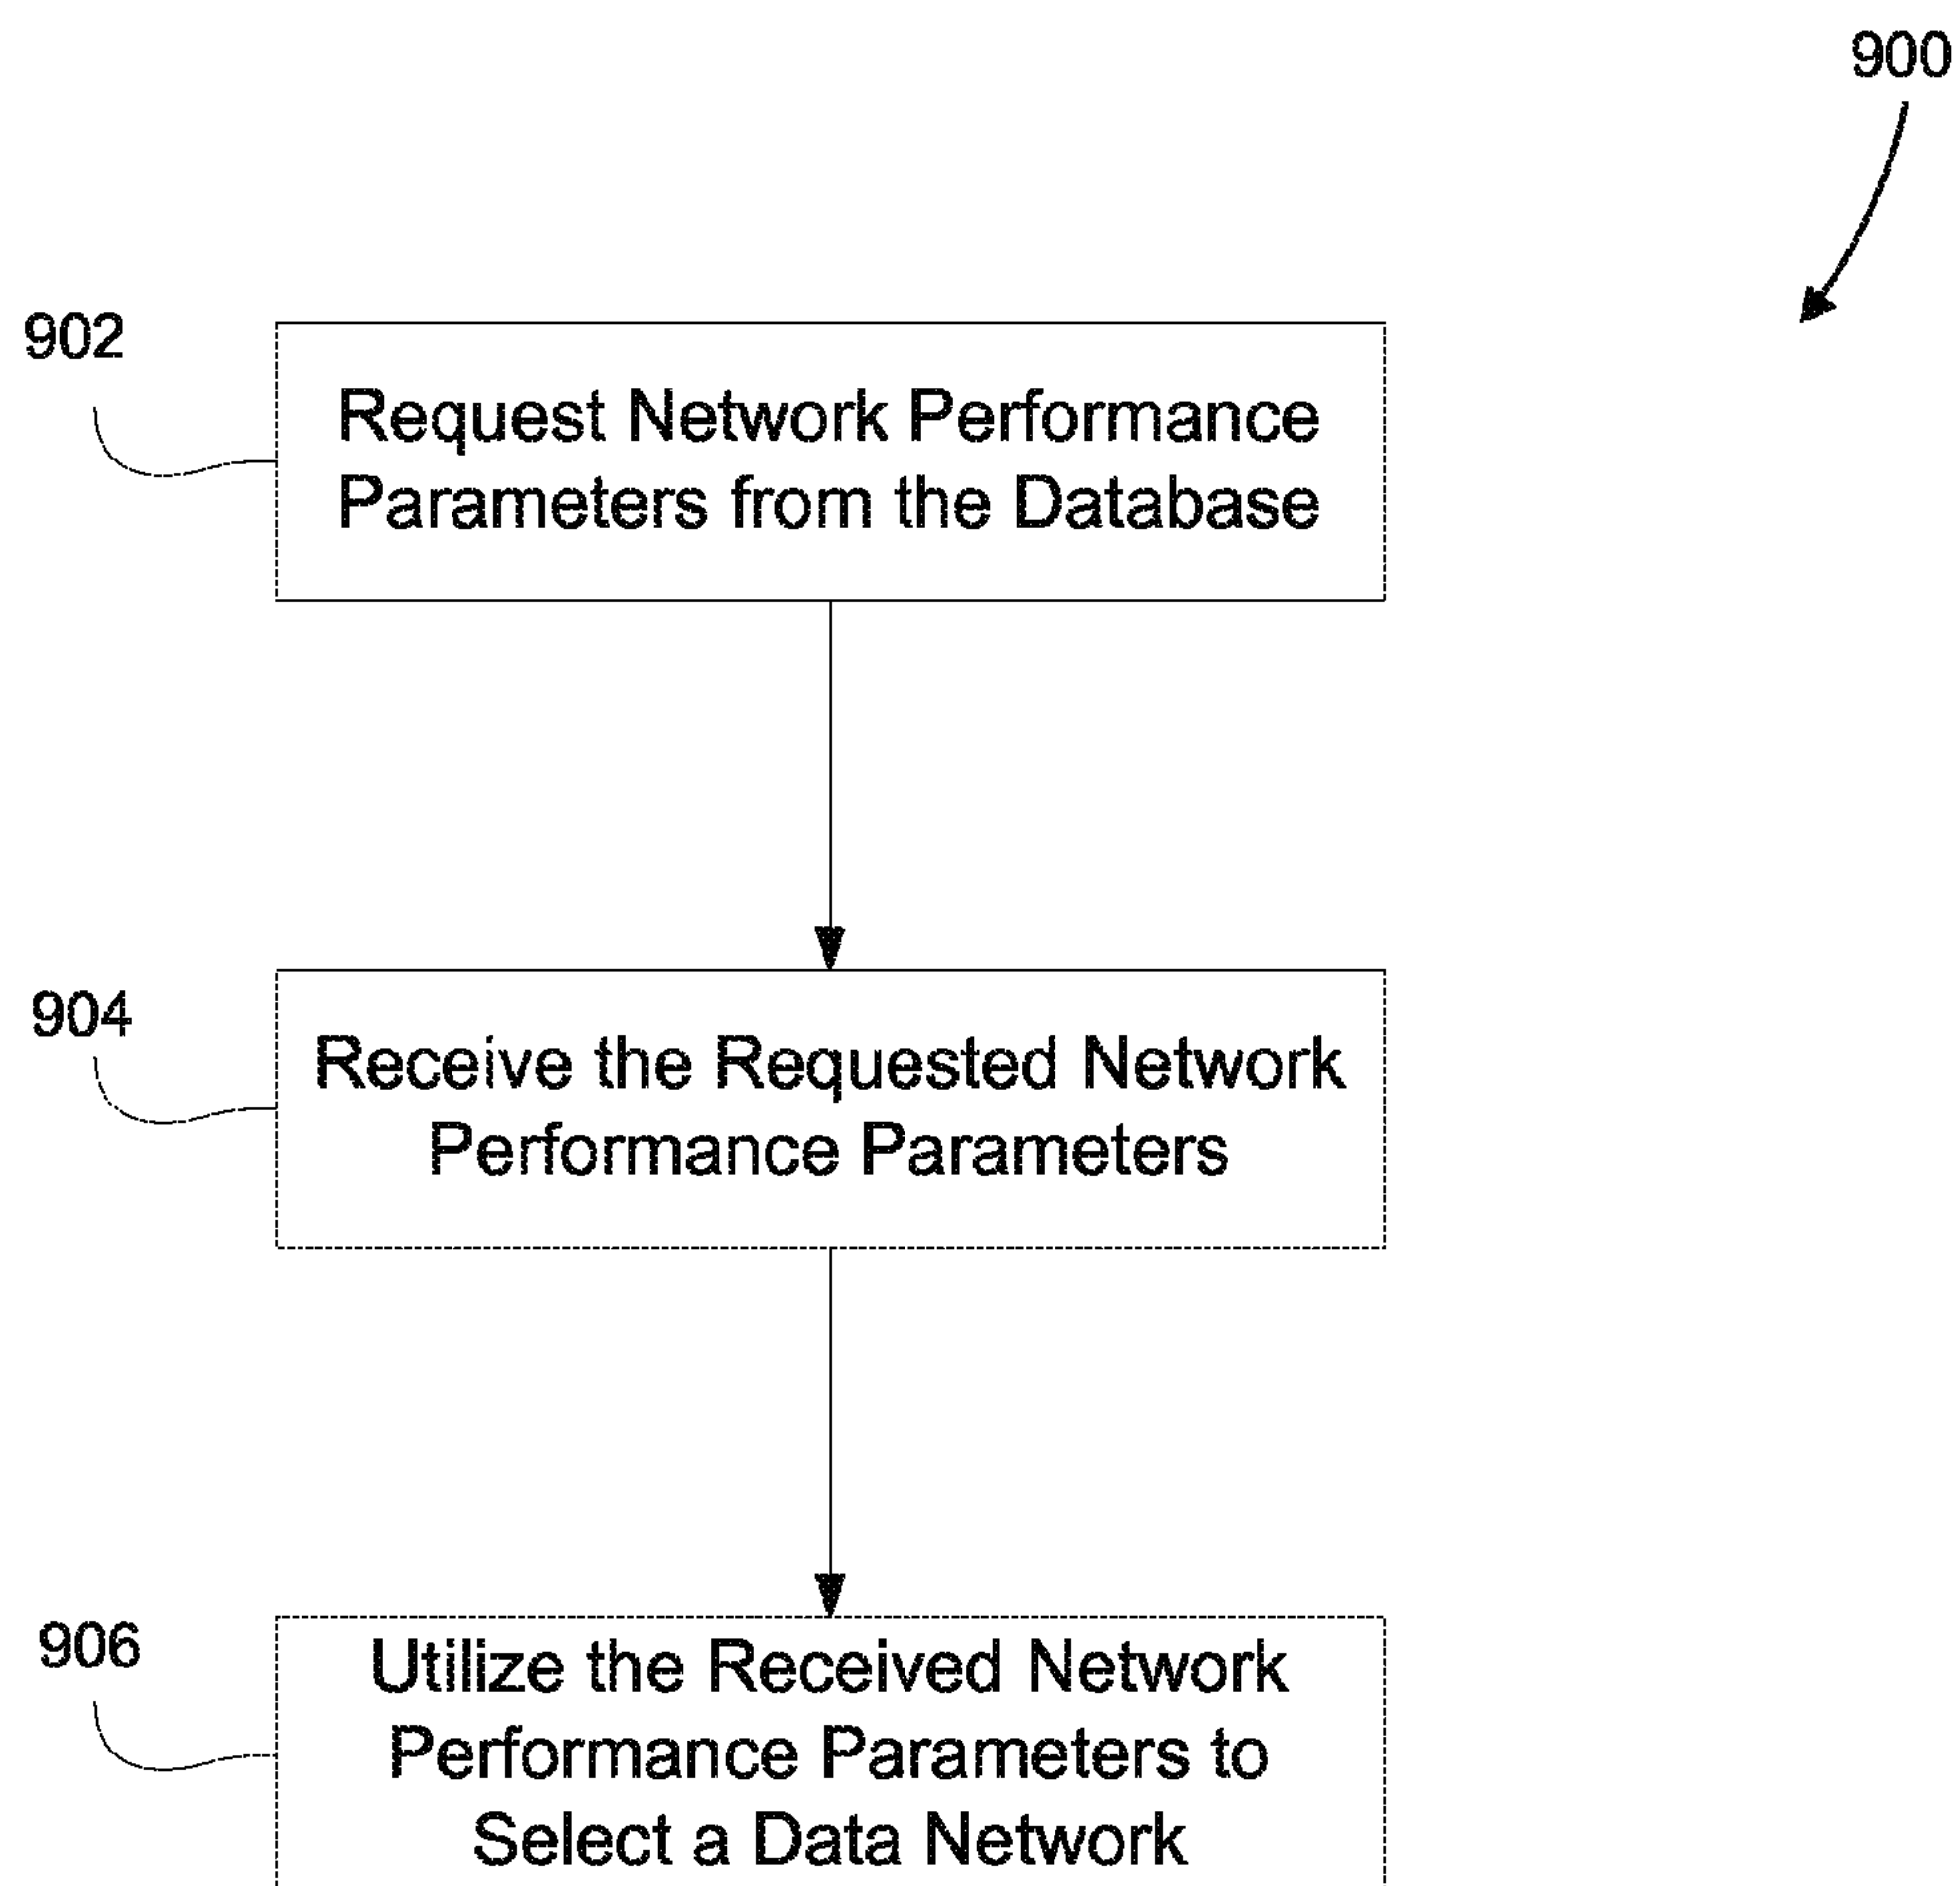 900
902
Request Network Performance
Parameters from the Database
904
Receive the Requested Network
Performance Parameters
906
Utilize the Received Network
Performance Parameters to
Select a Data Network